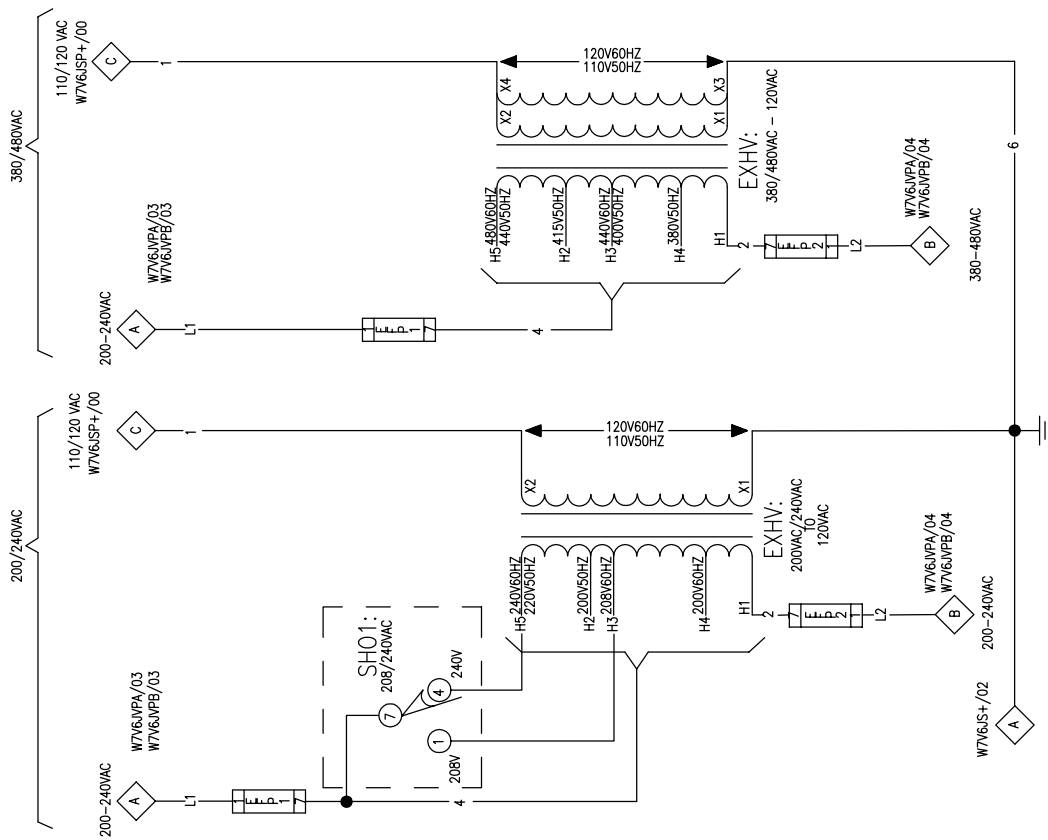 200/240VAC
200-240VAC
A
W7V6JVPA/03
W7V6JVPB/03
L1
4
110/120 VAC
W7V6JSP+/00
C
1
SHO1:
208/240VAC
7
4
1
240V
208V
H5 240V60HZ
220V50HZ
H2 200V50HZ
H3 208V60HZ
H4 200V60HZ
H1
X2
X1
120V60HZ
110V50HZ
EXHV:
200VAC/240VAC
TO
120VAC
2
L2
B
W7V6JVPA/04
W7V6JVPB/04
200-240VAC
W7V6JS+/02
A
380/480VAC
200-240VAC
A
W7V6JVPA/03
W7V6JVPB/03
L1
4
110/120 VAC
W7V6JSP+/00
C
1
H5 480V60HZ
440V50HZ
H2 415V50HZ
H3 440V60HZ
400V50HZ
H4 380V50HZ
H1
X2
X4
X1
X3
120V60HZ
110V50HZ
EXHV:
380/480VAC - 120VAC
2
L2
B
W7V6JVPA/04
W7V6JVPB/04
380-480VAC
6